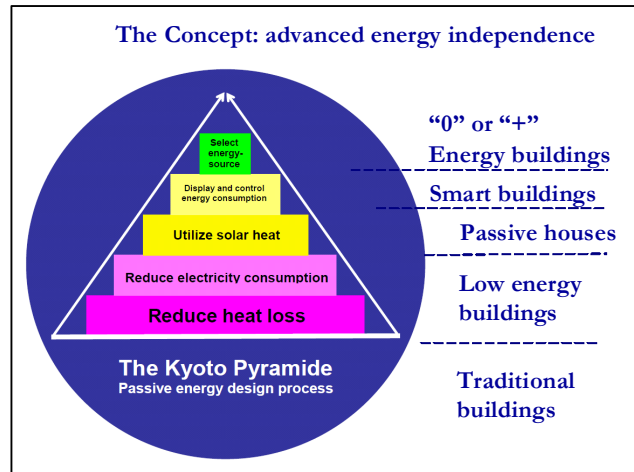 The Concept: advanced energy independence
Select
energy-
source
Display and control
energy consumption
Utilize solar heat
Reduce electricity consumption
Reduce heat loss
The Kyoto Pyramide
Passive energy design process
“0” or “+”
Energy buildings
Smart buildings
Passive houses
Low energy
buildings
Traditional
buildings